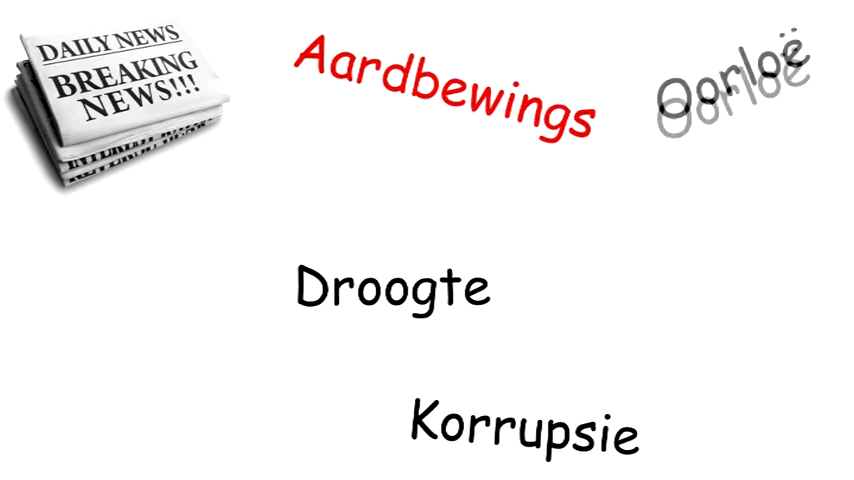 DAILY NEWS
BREAKING
NEWS!!!
Aardbewings
Oorloë
Droogte
Korrupsie